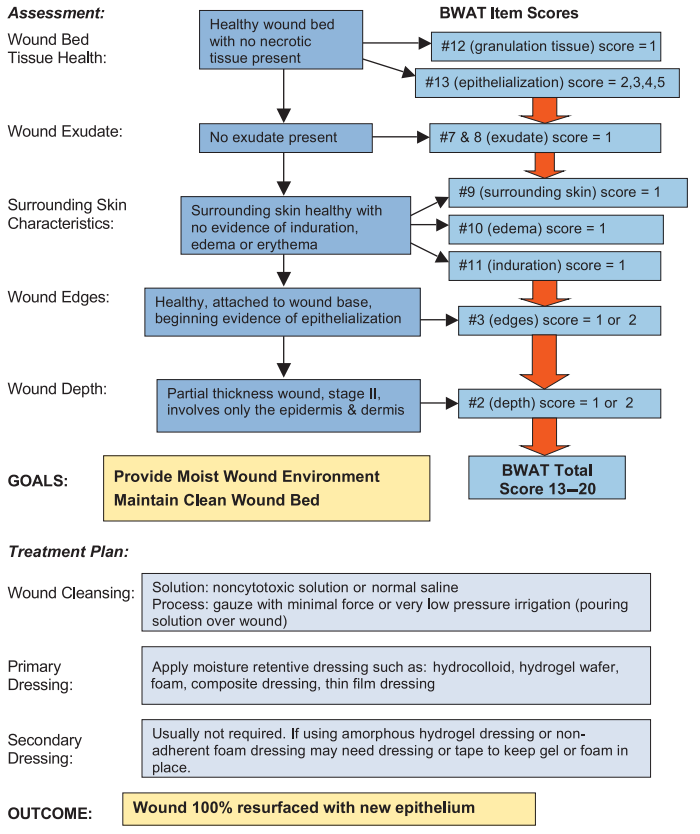 Assessment:
BWAT Item Scores
Wound Bed
Tissue Health:
Healthy wound bed
with no necrotic
tissue present
#12 (granulation tissue) score = 1
#13 (epithelialization) score = 2,3,4,5
Wound Exudate:
No exudate present
#7 & 8 (exudate) score = 1
Surrounding Skin
Characteristics:
Surrounding skin healthy with
no evidence of induration,
edema or erythema
#9 (surrounding skin) score = 1
#10 (edema) score = 1
#11 (induration) score = 1
Wound Edges:
Healthy, attached to wound base,
beginning evidence of epithelialization
#3 (edges) score = 1 or 2
Wound Depth:
Partial thickness wound, stage II,
involves only the epidermis & dermis
#2 (depth) score = 1 or 2
GOALS:
Provide Moist Wound Environment
Maintain Clean Wound Bed
BWAT Total
Score 13–20
Treatment Plan:
Wound Cleansing:
Solution: noncytotoxic solution or normal saline
Process: gauze with minimal force or very low pressure irrigation (pouring
solution over wound)
Primary
Dressing:
Apply moisture retentive dressing such as: hydrocolloid, hydrogel wafer,
foam, composite dressing, thin film dressing
Secondary
Dressing:
Usually not required. If using amorphous hydrogel dressing or non-
adherent foam dressing may need dressing or tape to keep gel or foam in
place.
OUTCOME:
Wound 100% resurfaced with new epithelium